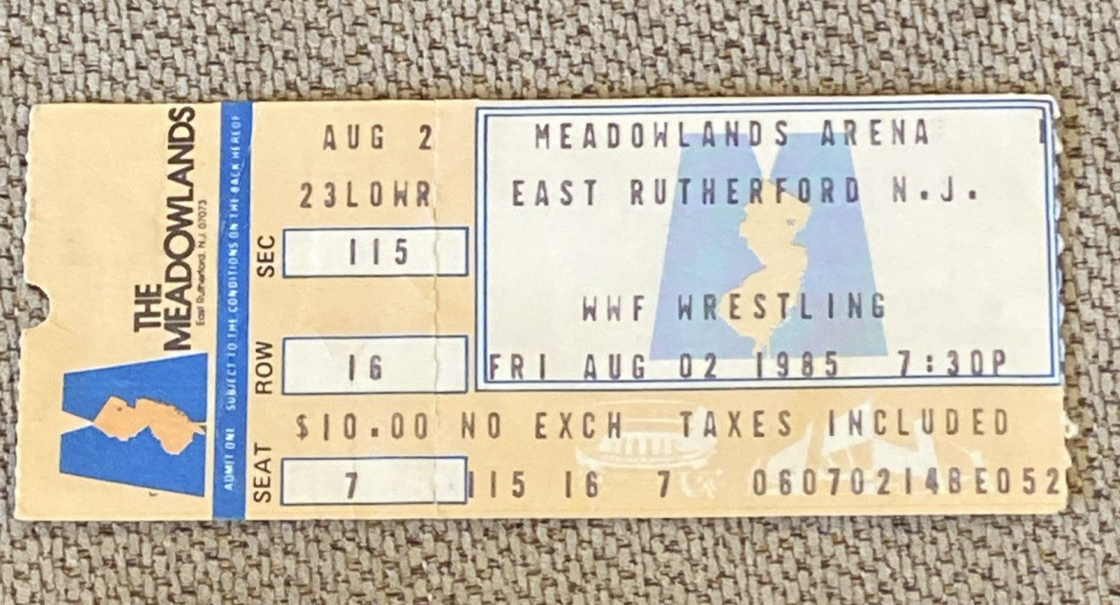 THE
MEADOWLANDS
East Rutherford, N.J. 07073
ADMIT ONE SUBJECT TO THE CONDITIONS ON THE BACK HEREOF
AUG 2
23LOWR
SEC 115
ROW 16
$10.00
SEAT 7
MEADOWLANDS ARENA
EAST RUTHERFORD N.J.
WWF WRESTLING
FRI AUG 02 1985 7:30P
NO EXCH TAXES INCLUDED
115 16 7 06070214BE052